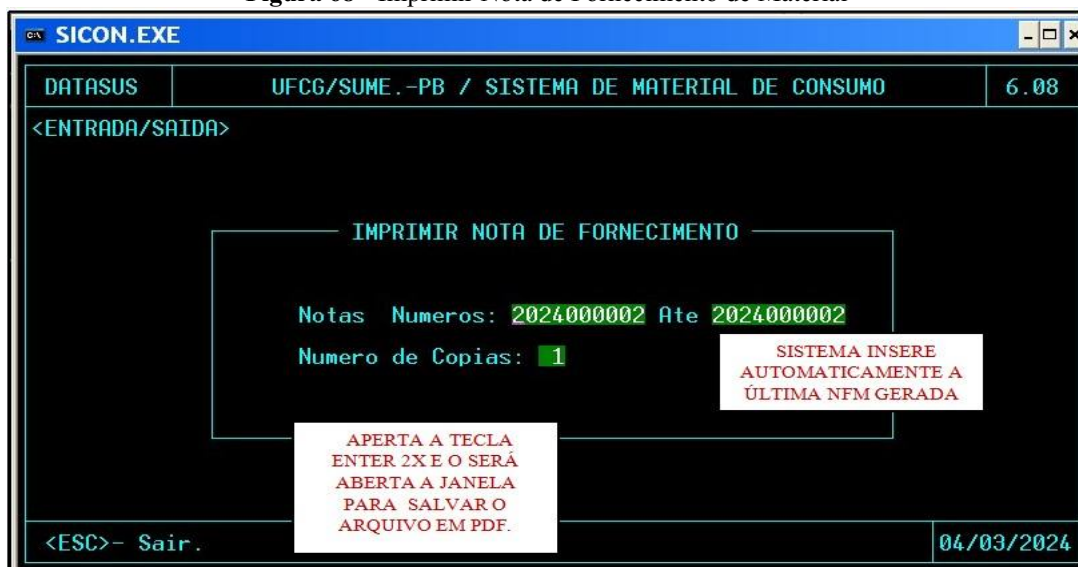 Figura 68 - Imprimir Nota de Fornecimento de Material
SICON.EXE
DATASUS UFCG/SUME.-PB / SISTEMA DE MATERIAL DE CONSUMO 6.08
<ENTRADA/SAIDA>
IMPRIMIR NOTA DE FORNECIMENTO
Notas Numeros: 2024000002 Ate 2024000002
Numero de Copias: 1
SISTEMA INSERE
AUTOMATICAMENTE A
ÚLTIMA NFM GERADA
APERTA A TECLA
ENTER 2X E O SERÁ
ABERTA A JANELA
PARA SALVAR O
ARQUIVO EM PDF.
<ESC>- Sair. 04/03/2024